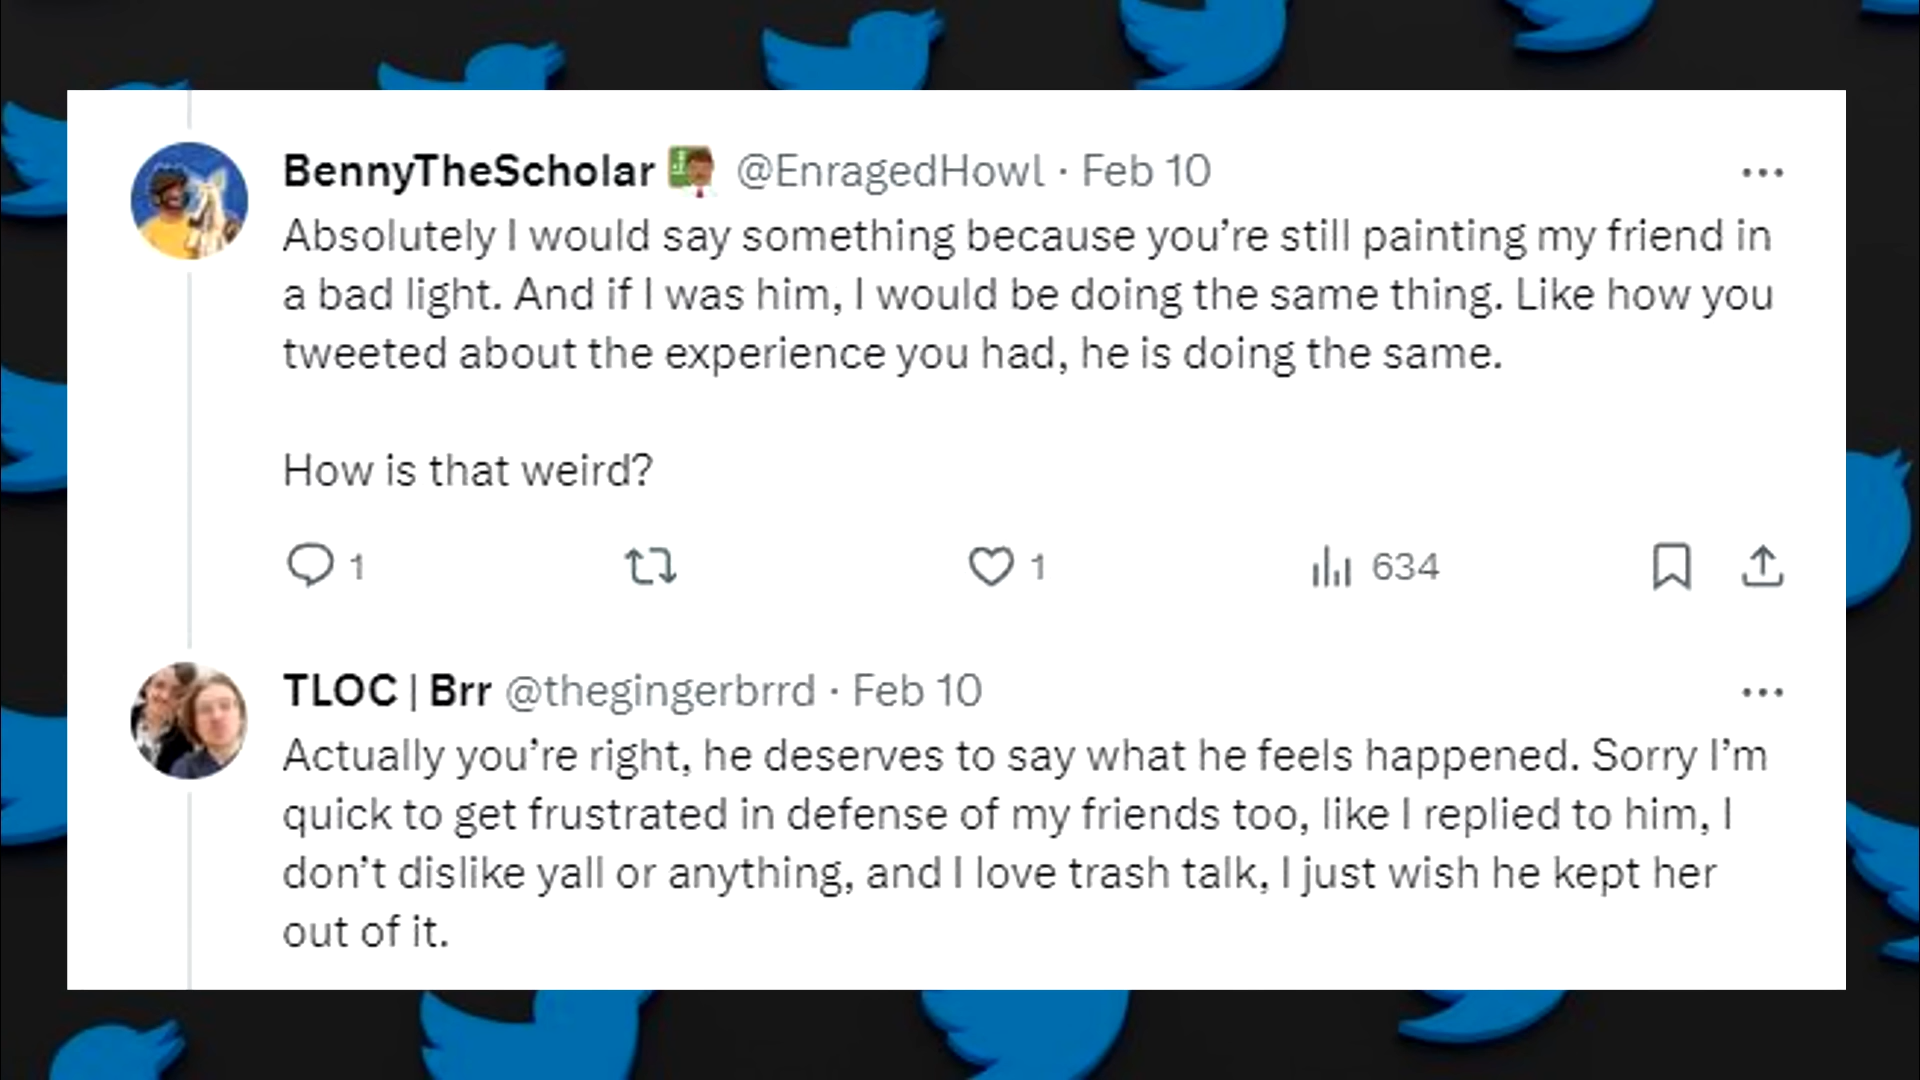 BennyTheScholar @EnragedHowl · Feb 10
Absolutely I would say something because you’re still painting my friend in
a bad light. And if I was him, I would be doing the same thing. Like how you
tweeted about the experience you had, he is doing the same.
How is that weird?
1 1 634
TLOC | Brr @thegingerbrrd · Feb 10
Actually you’re right, he deserves to say what he feels happened. Sorry I’m
quick to get frustrated in defense of my friends too, like I replied to him, I
don’t dislike yall or anything, and I love trash talk, I just wish he kept her
out of it.